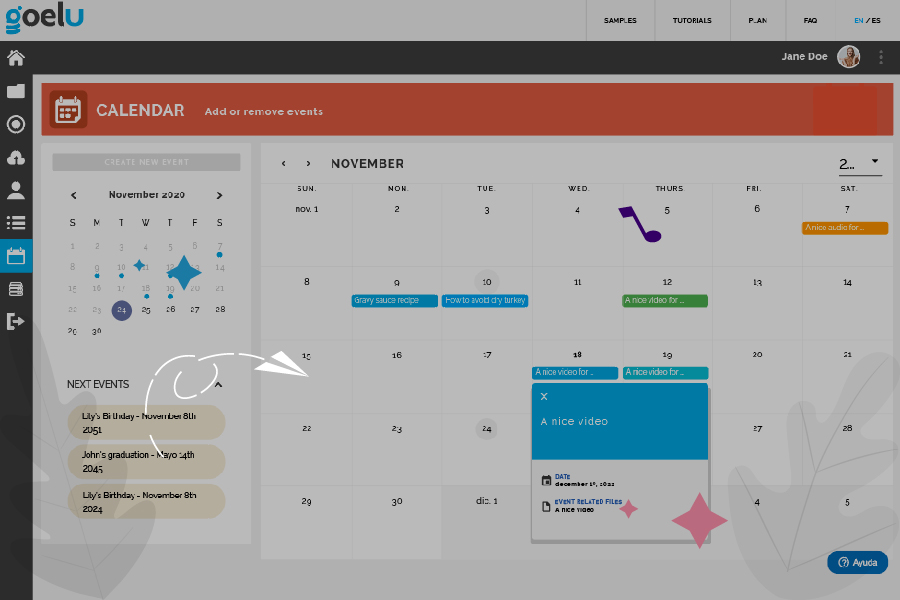 goelu
SAMPLES TUTORIALS PLAN FAQ EN / ES
Jane Doe
CALENDAR Add or remove events
CREATE NEW EVENT
November 2020
S M T W T F S
1 2 3 4 5 6 7
8 9 10 11 12 13 14
15 16 17 18 19 20 21
22 23 24 25 26 27 28
29 30
NEXT EVENTS
Lily's Birthday - November 8th
2051
John's graduation - Mayo 14th
2045
Lily's Birthday - November 8th
2024
NOVEMBER 2...
SUN. MON. TUE. WED. THURS. FRI. SAT.
nov. 1 2 3 4 5 6 7
A nice audio for ...
8 9 10 11 12 13 14
Gravy sauce recipe How to avoid dry turkey A nice video for ...
15 16 17 18 19 20 21
A nice video for ... A nice video for ...
22 23 24 27 28
29 30 dic. 1 4 5
X
A nice video
DATE
EVENT RELATED FILES
A nice video
Ayuda